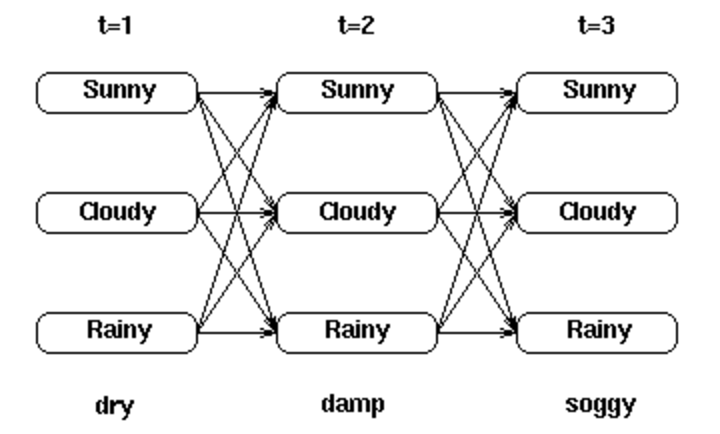 t=1 t=2 t=3
Sunny Sunny Sunny
Cloudy Cloudy Cloudy
Rainy Rainy Rainy
dry damp soggy